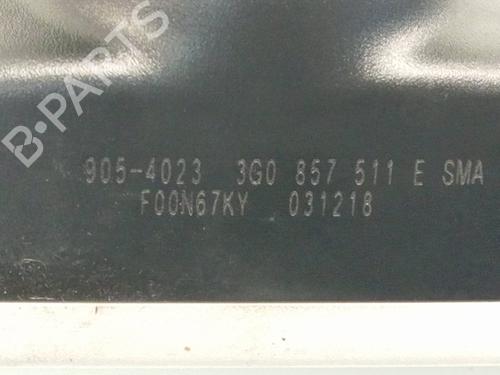 B-PARTS
905-4023 3G0 857 511 E SMA
F00N67KY 031218